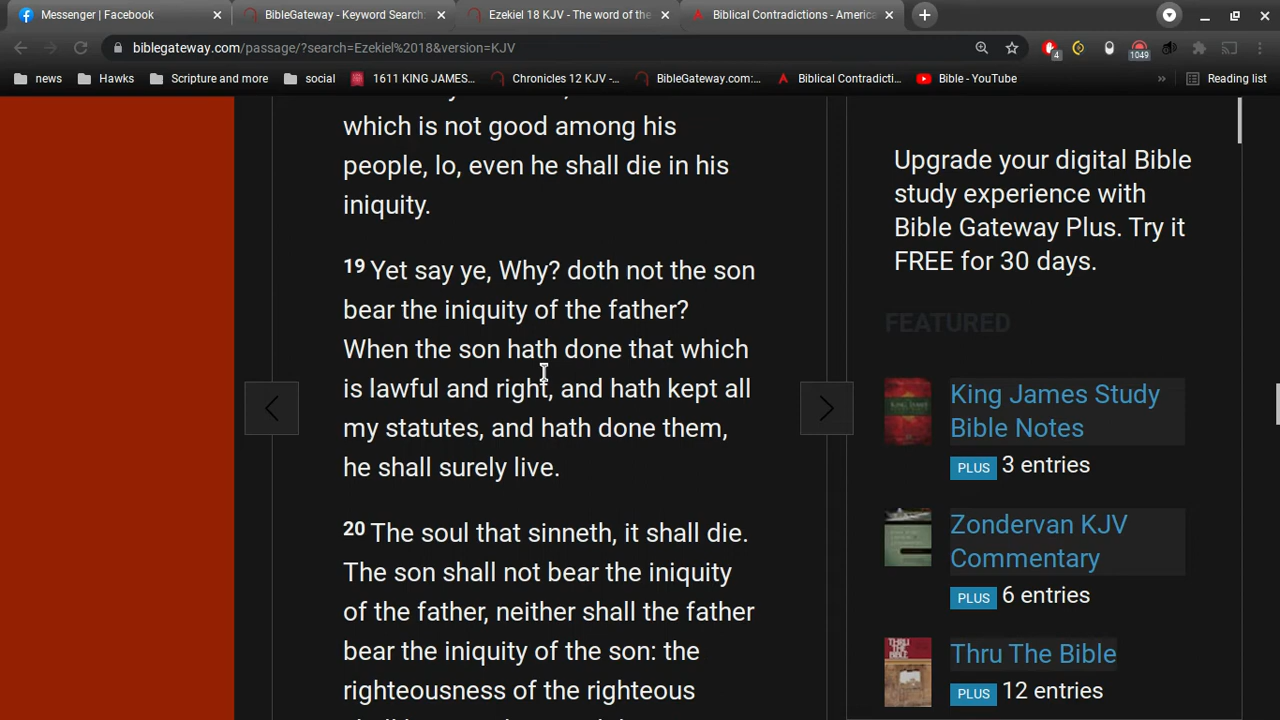 Messenger | Facebook
BibleGateway - Keyword Search:
Ezekiel 18 KJV - The word of the
Biblical Contradictions - America
biblegateway.com/passage/?search=Ezekiel%2018&version=KJV
4
1049
news
Hawks
Scripture and more
social
1611 KING JAMES...
Chronicles 12 KJV -...
BibleGateway.com:...
Biblical Contradicti...
Bible - YouTube
»
Reading list
which is not good among his
people, lo, even he shall die in his
iniquity.
19 Yet say ye, Why? doth not the son
bear the iniquity of the father?
When the son hath done that which
is lawful and right, and hath kept all
my statutes, and hath done them,
he shall surely live.
20 The soul that sinneth, it shall die.
The son shall not bear the iniquity
of the father, neither shall the father
bear the iniquity of the son: the
righteousness of the righteous
Upgrade your digital Bible
study experience with
Bible Gateway Plus. Try it
FREE for 30 days.
FEATURED
King James Study
Bible Notes
PLUS 3 entries
Zondervan KJV
Commentary
PLUS 6 entries
THRU THE BIBLE
Thru The Bible
PLUS 12 entries